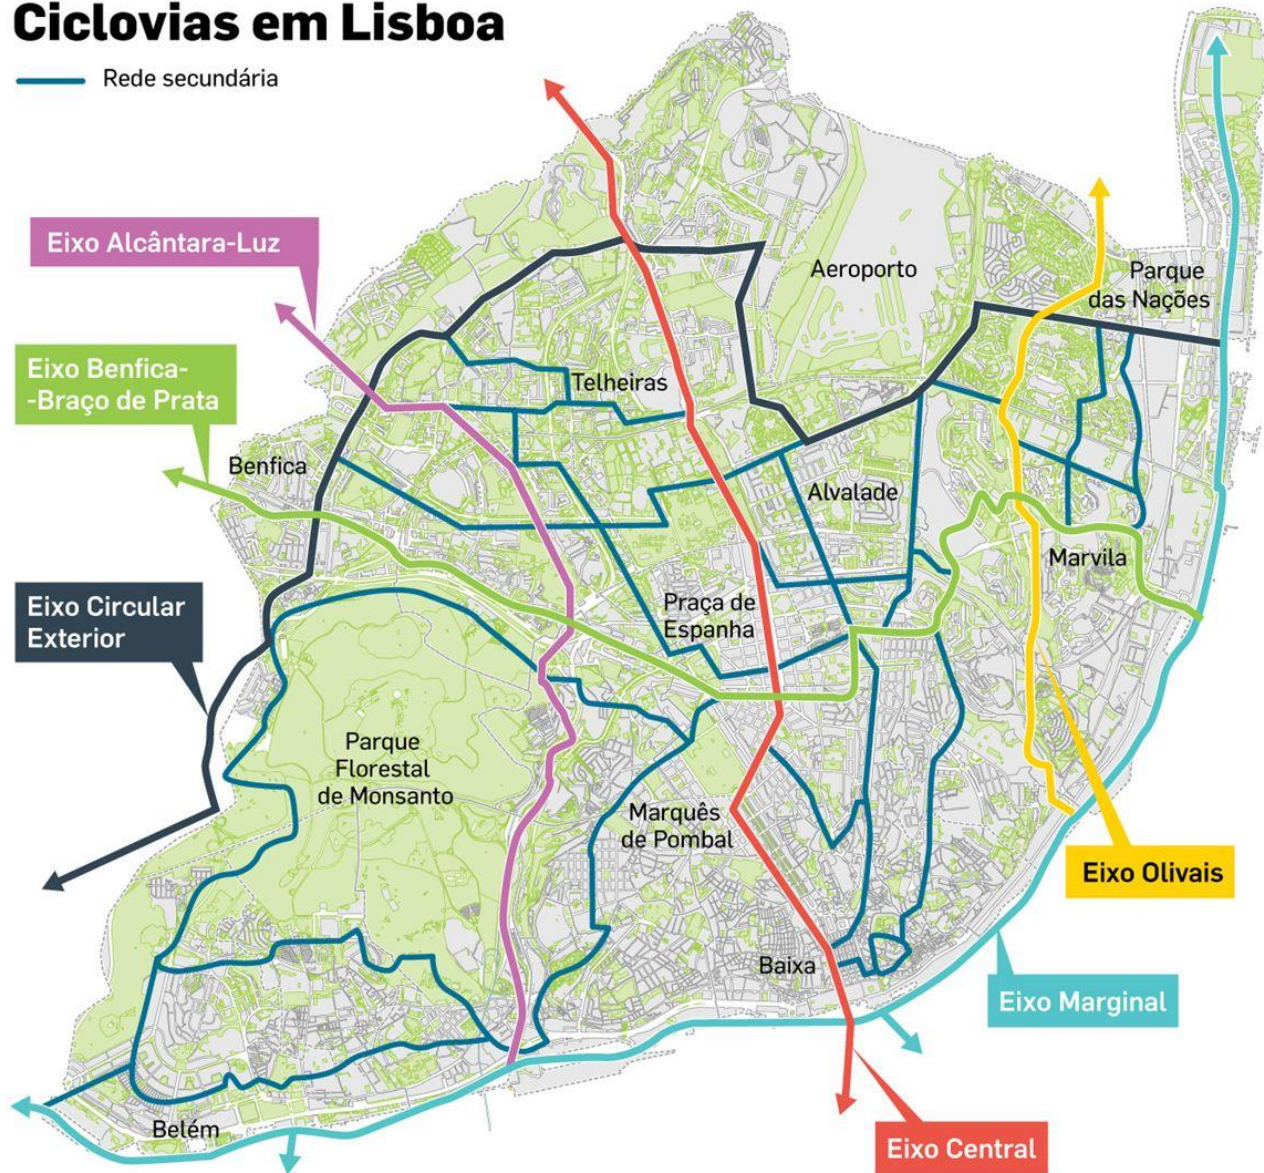 Ciclovias em Lisboa
Rede secundária
Eixo Alcântara-Luz
Aeroporto
Parque
das Nações
Eixo Benfica-
-Braço de Prata
Telheiras
Benfica
Alvalade
Marvila
Eixo Circular
Exterior
Praça de
Espanha
Parque
Florestal
de Monsanto
Marquês
de Pombal
Eixo Olivais
Baixa
Eixo Marginal
Belém
Eixo Central